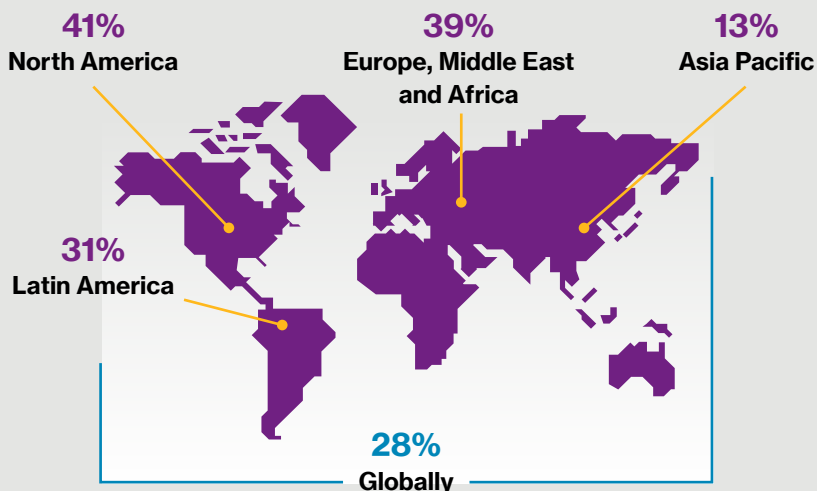 41%
North America
39%
Europe, Middle East
and Africa
13%
Asia Pacific
31%
Latin America
28%
Globally